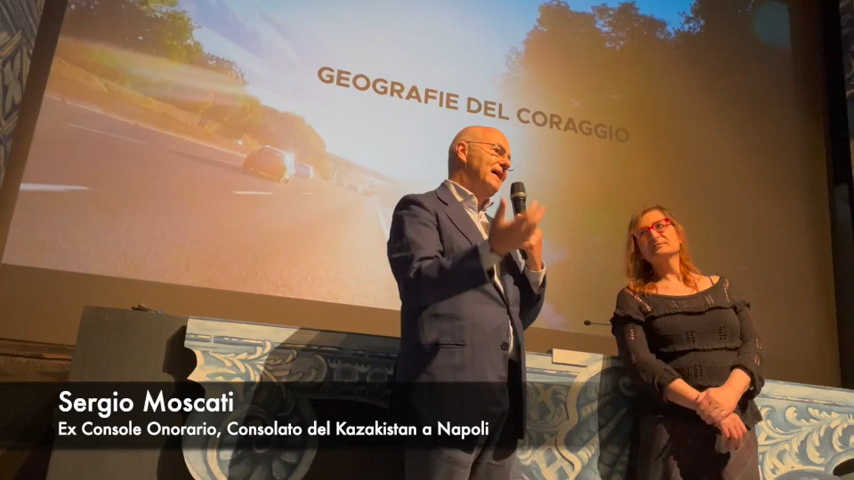 GEOGRAFIE DEL CORAGGIO
Sergio Moscati
Ex Console Onorario, Consolato del Kazakistan a Napoli